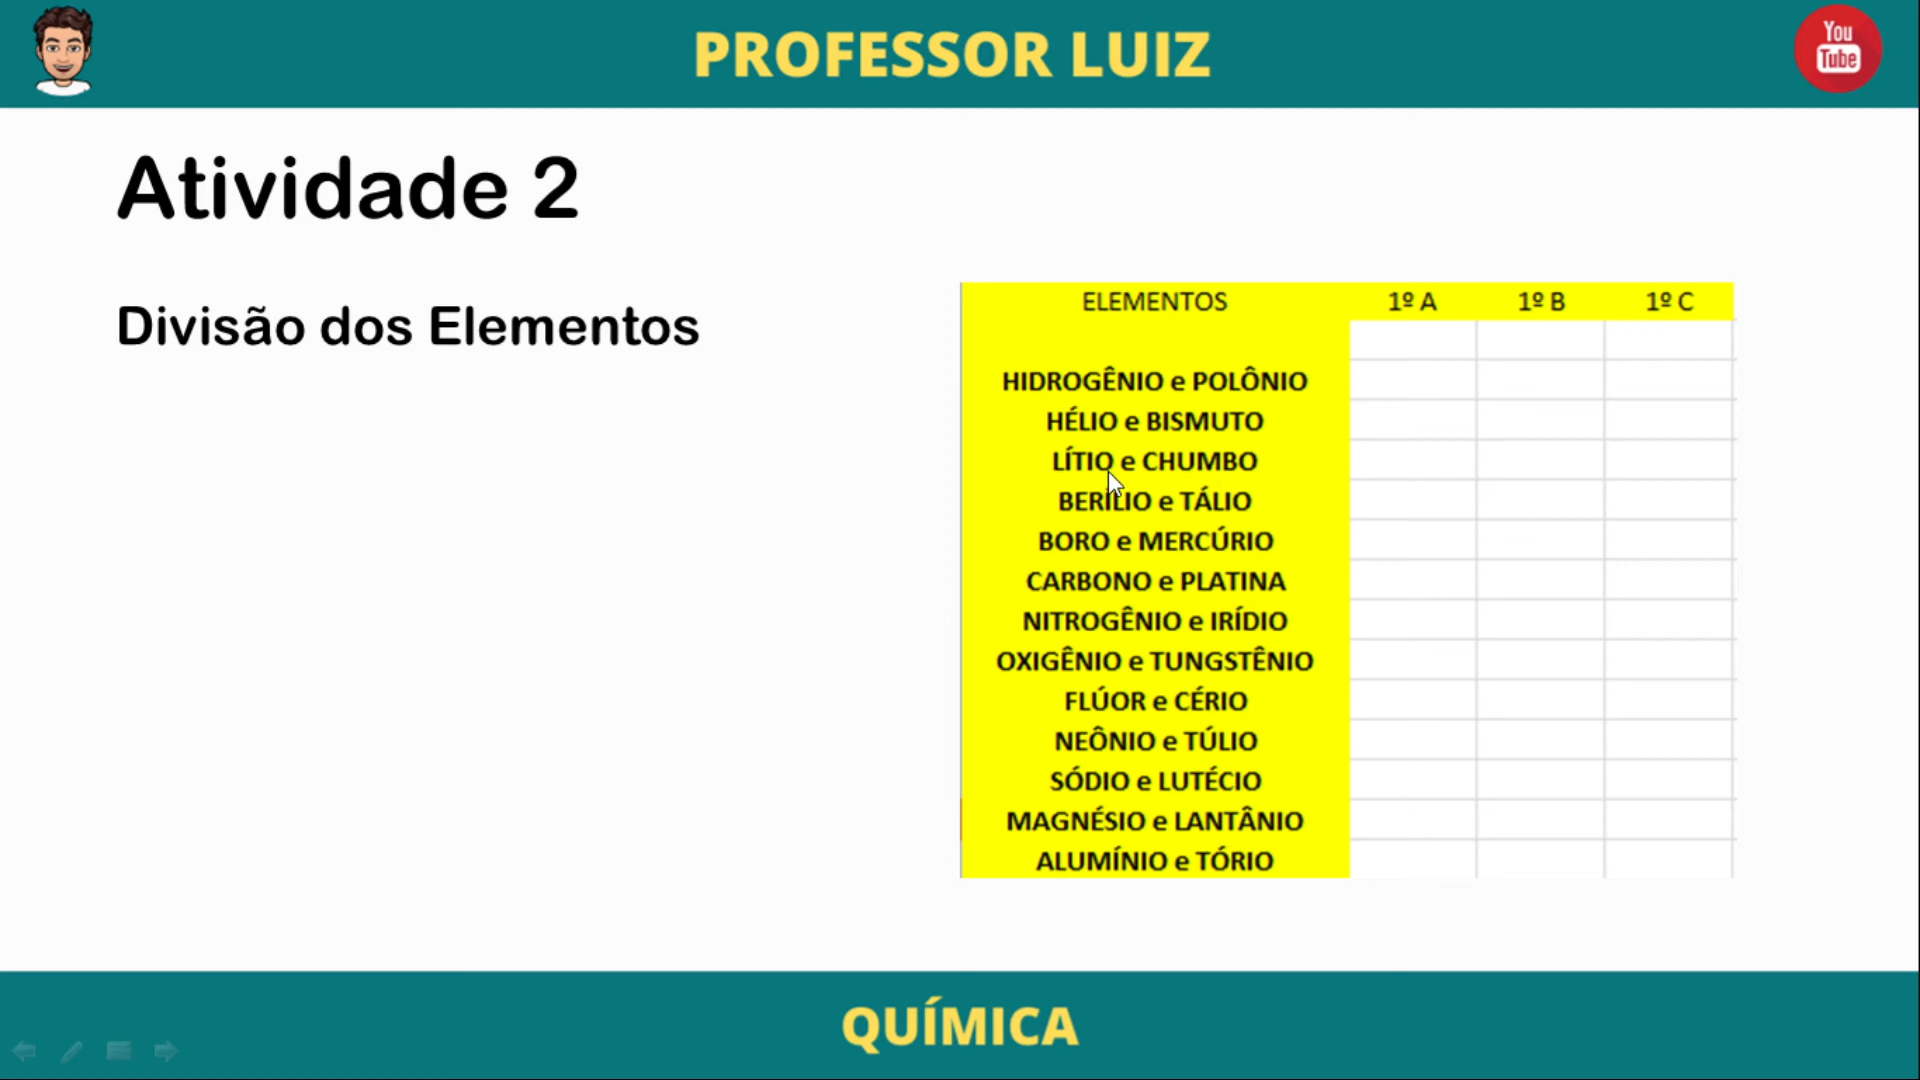 PROFESSOR LUIZ
You
Tube
Atividade 2
Divisão dos Elementos
ELEMENTOS 1º A 1º B 1º C
HIDROGÊNIO e POLÔNIO
HÉLIO e BISMUTO
LÍTIO e CHUMBO
BERÍLIO e TÁLIO
BORO e MERCÚRIO
CARBONO e PLATINA
NITROGÊNIO e IRÍDIO
OXIGÊNIO e TUNGSTÊNIO
FLÚOR e CÉRIO
NEÔNIO e TÚLIO
SÓDIO e LUTÉCIO
MAGNÉSIO e LANTÂNIO
ALUMÍNIO e TÓRIO
QUÍMICA